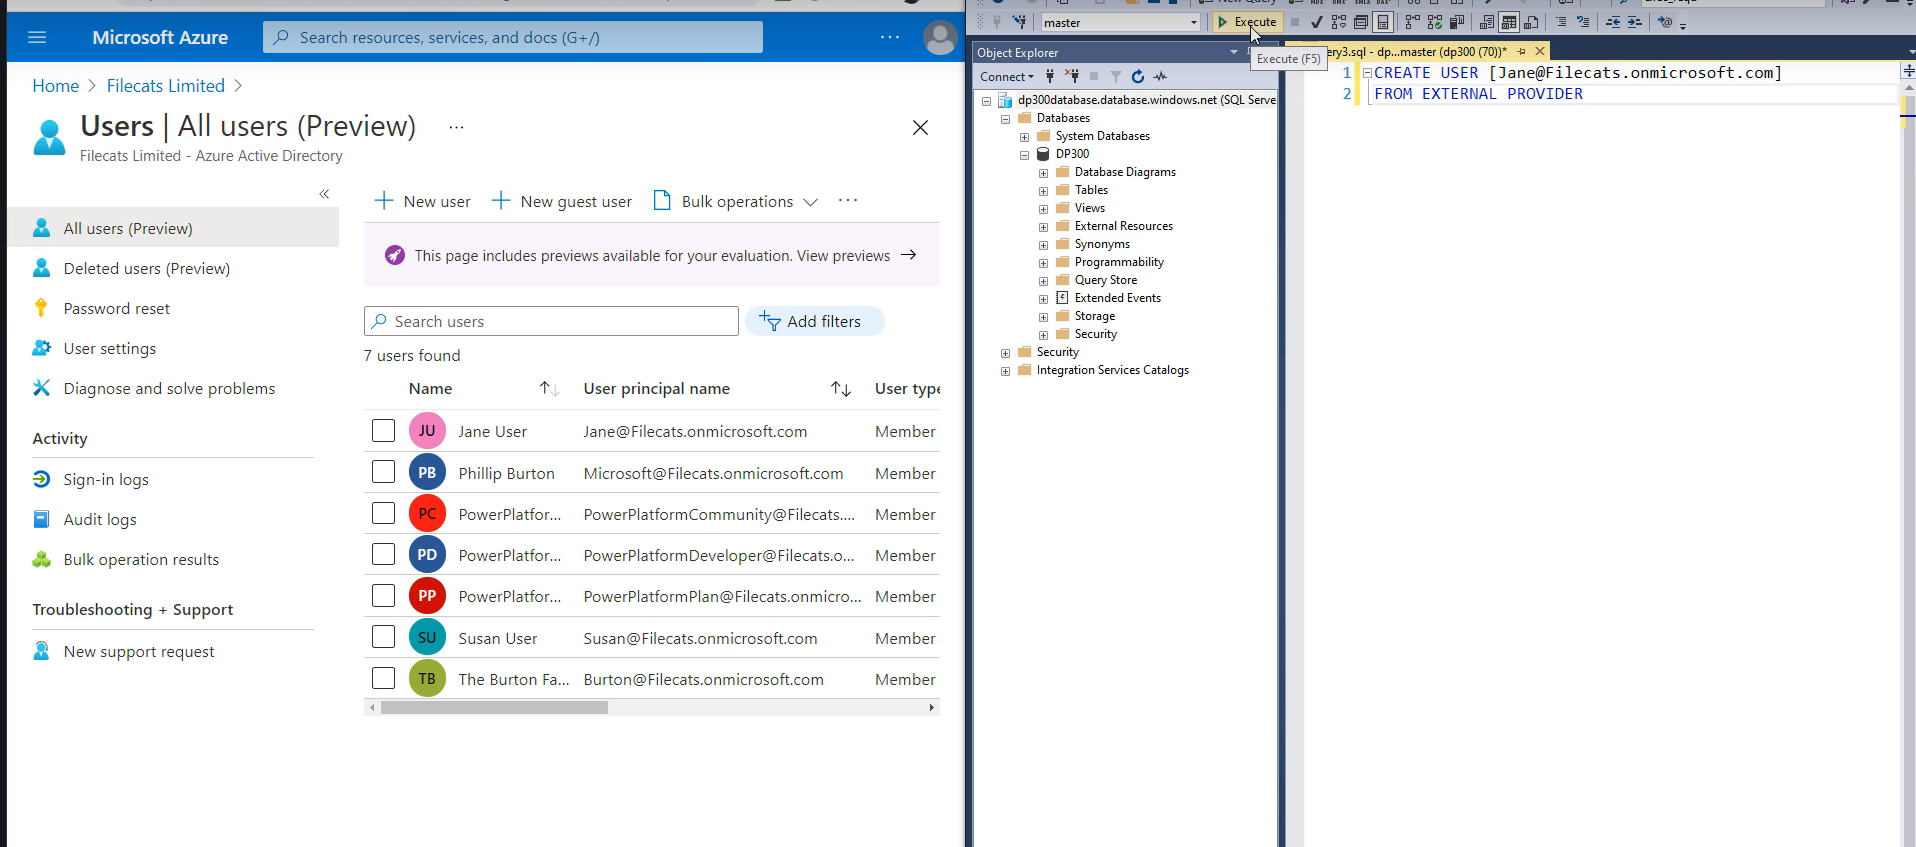 Microsoft Azure
Search resources, services, and docs (G+/)
Home > Filecats Limited >
Users | All users (Preview) ...
Filecats Limited - Azure Active Directory
All users (Preview)
Deleted users (Preview)
Password reset
User settings
Diagnose and solve problems
Activity
Sign-in logs
Audit logs
Bulk operation results
Troubleshooting + Support
New support request
New user
New guest user
Bulk operations
This page includes previews available for your evaluation. View previews
Search users
Add filters
7 users found
Name User principal name User type
JU Jane User Jane@Filecats.onmicrosoft.com Member
PB Phillip Burton Microsoft@Filecats.onmicrosoft.com Member
PC PowerPlatfor... PowerPlatformCommunity@Filecats.... Member
PD PowerPlatfor... PowerPlatformDeveloper@Filecats.o... Member
PP PowerPlatfor... PowerPlatformPlan@Filecats.onmicro... Member
SU Susan User Susan@Filecats.onmicrosoft.com Member
TB The Burton Fa... Burton@Filecats.onmicrosoft.com Member
New Query
master
Execute
Object Explorer
Execute (F5)
Connect
dp300database.database.windows.net (SQL Serve
Databases
System Databases
DP300
Database Diagrams
Tables
Views
External Resources
Synonyms
Programmability
Query Store
Extended Events
Storage
Security
Security
Integration Services Catalogs
ery3.sql - dp...master (dp300 (70))*
1 CREATE USER [Jane@Filecats.onmicrosoft.com]
2 FROM EXTERNAL PROVIDER